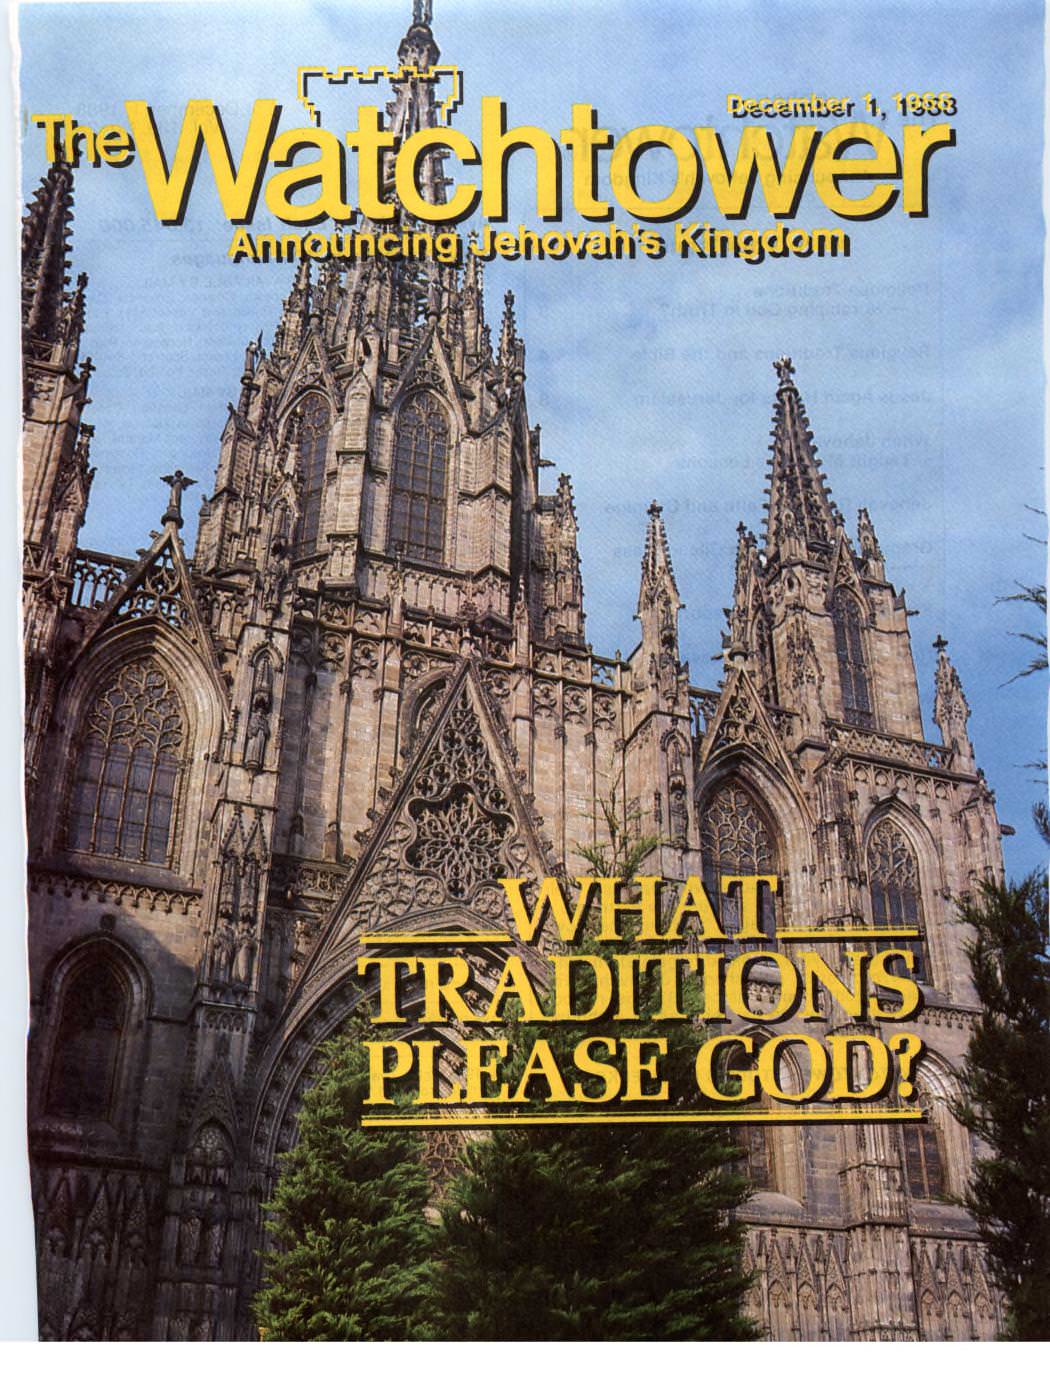 December 1, 1988
The Watchtower
Announcing Jehovah's Kingdom
WHAT
TRADITIONS
PLEASE GOD?